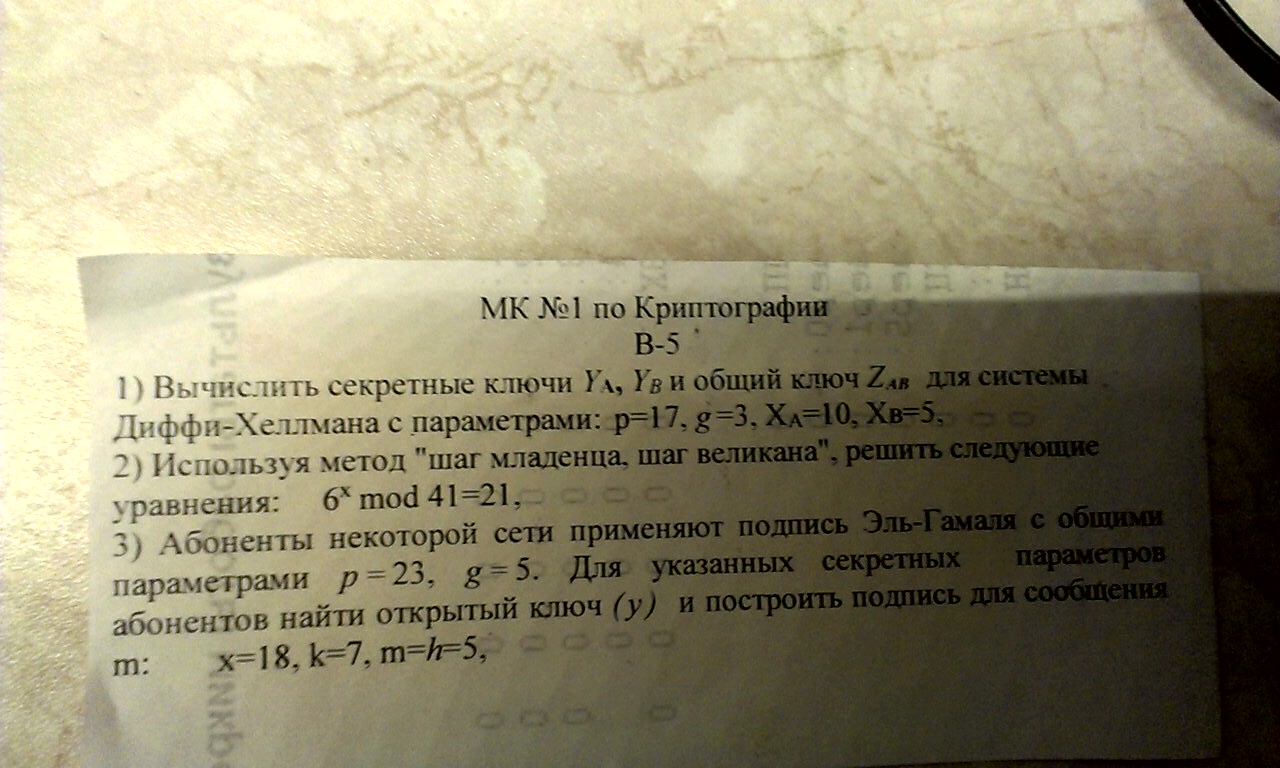 МК №1 по Криптографии
В-5
1) Вычислить секретные ключи YA, YB и общий ключ ZAB для системы
Диффи-Хеллмана с параметрами: p=17, g=3, XA=10, XB=5,
2) Используя метод "шаг младенца, шаг великана", решить следующие
уравнения: 6^x mod 41=21,
3) Абоненты некоторой сети применяют подпись Эль-Гамаля с общими
параметрами p = 23, g = 5. Для указанных секретных параметров
абонентов найти открытый ключ (y) и построить подпись для сообщения
m: x=18, k=7, m=h=5,